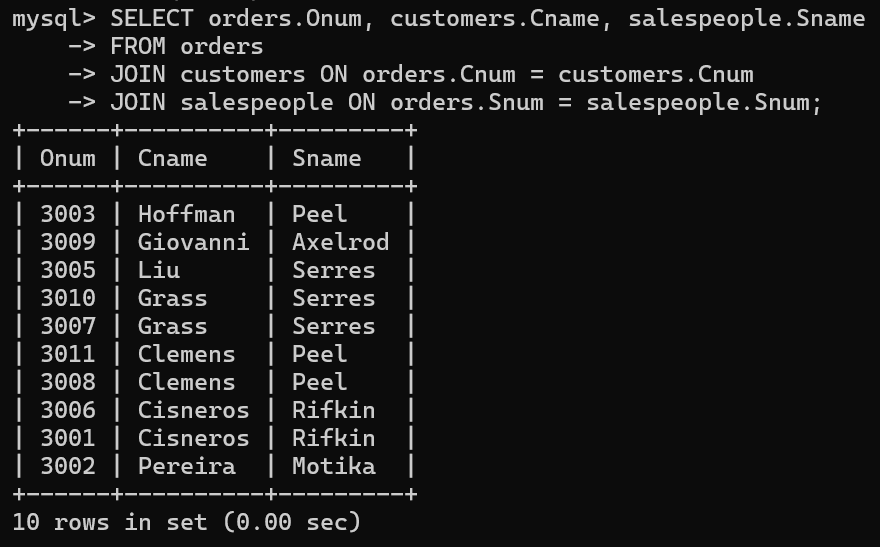 mysql> SELECT orders.Onum, customers.Cname, salespeople.Sname
    -> FROM orders
    -> JOIN customers ON orders.Cnum = customers.Cnum
    -> JOIN salespeople ON orders.Snum = salespeople.Snum;
+------+----------+---------+
| Onum | Cname    | Sname   |
+------+----------+---------+
| 3003 | Hoffman  | Peel    |
| 3009 | Giovanni | Axelrod |
| 3005 | Liu      | Serres  |
| 3010 | Grass    | Serres  |
| 3007 | Grass    | Serres  |
| 3011 | Clemens  | Peel    |
| 3008 | Clemens  | Peel    |
| 3006 | Cisneros | Rifkin  |
| 3001 | Cisneros | Rifkin  |
| 3002 | Pereira  | Motika  |
+------+----------+---------+
10 rows in set (0.00 sec)